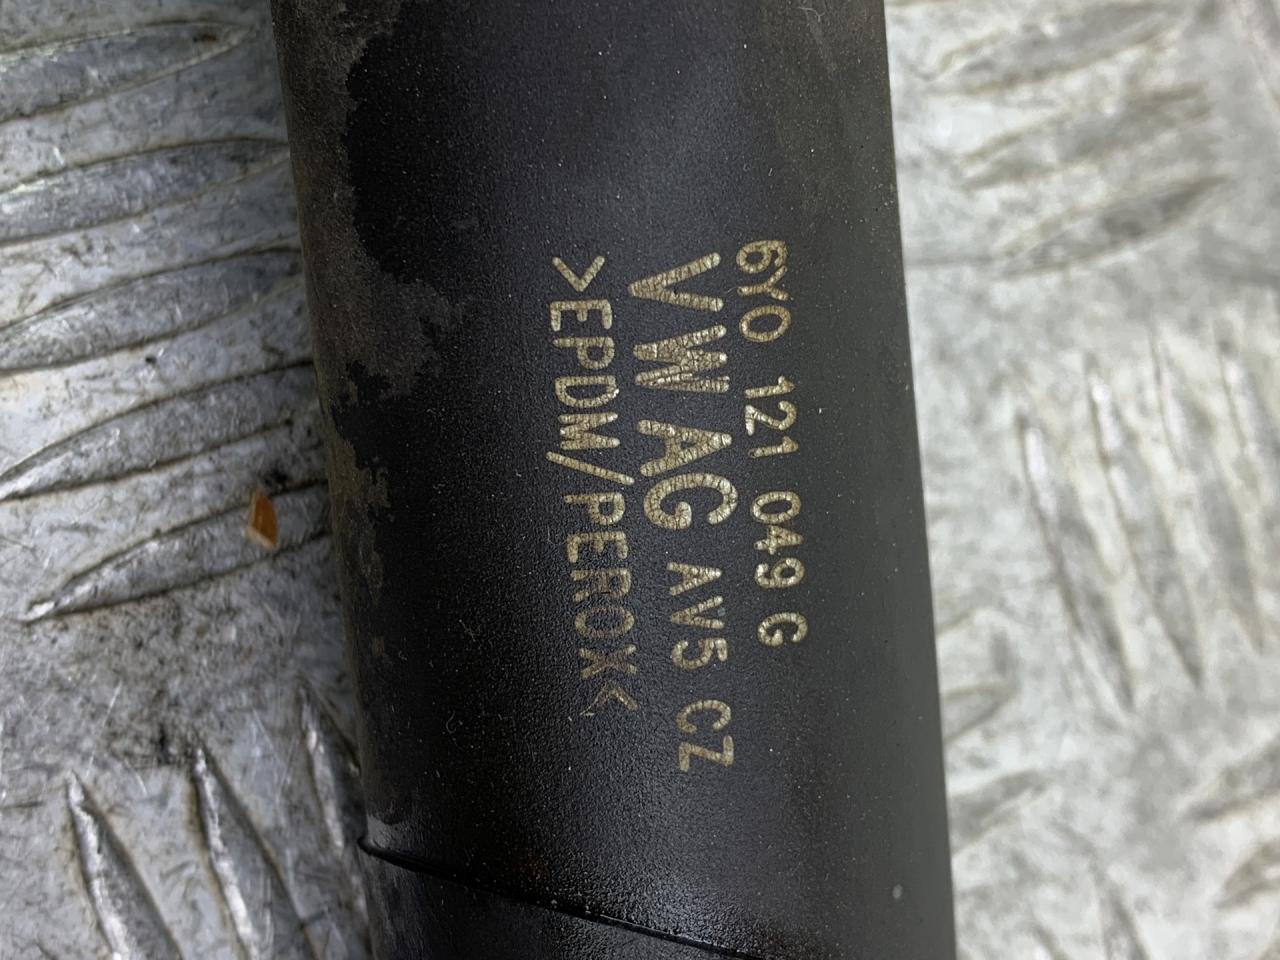 6Y0 121 049 G
VW AG AV5 CZ
>EPDM/PEROX<